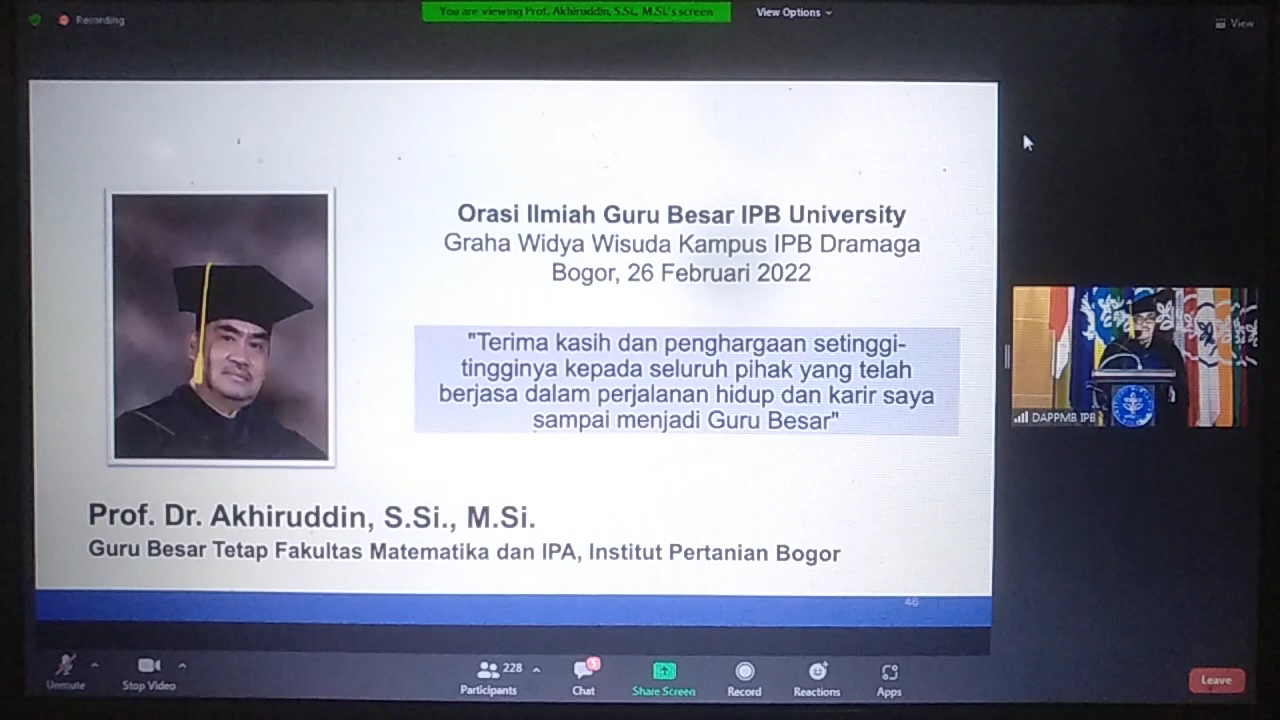 Recording
You are viewing Prof. Akhiruddin, S.Si., M.Si.'s screen
View Options
View
Orasi Ilmiah Guru Besar IPB University
Graha Widya Wisuda Kampus IPB Dramaga
Bogor, 26 Februari 2022
"Terima kasih dan penghargaan setinggi-
tingginya kepada seluruh pihak yang telah
berjasa dalam perjalanan hidup dan karir saya
sampai menjadi Guru Besar"
DAPPMB IPB
Prof. Dr. Akhiruddin, S.Si., M.Si.
Guru Besar Tetap Fakultas Matematika dan IPA, Institut Pertanian Bogor
46
228
5
Unmute
Stop Video
Participants
Chat
Share Screen
Record
Reactions
Apps
Leave